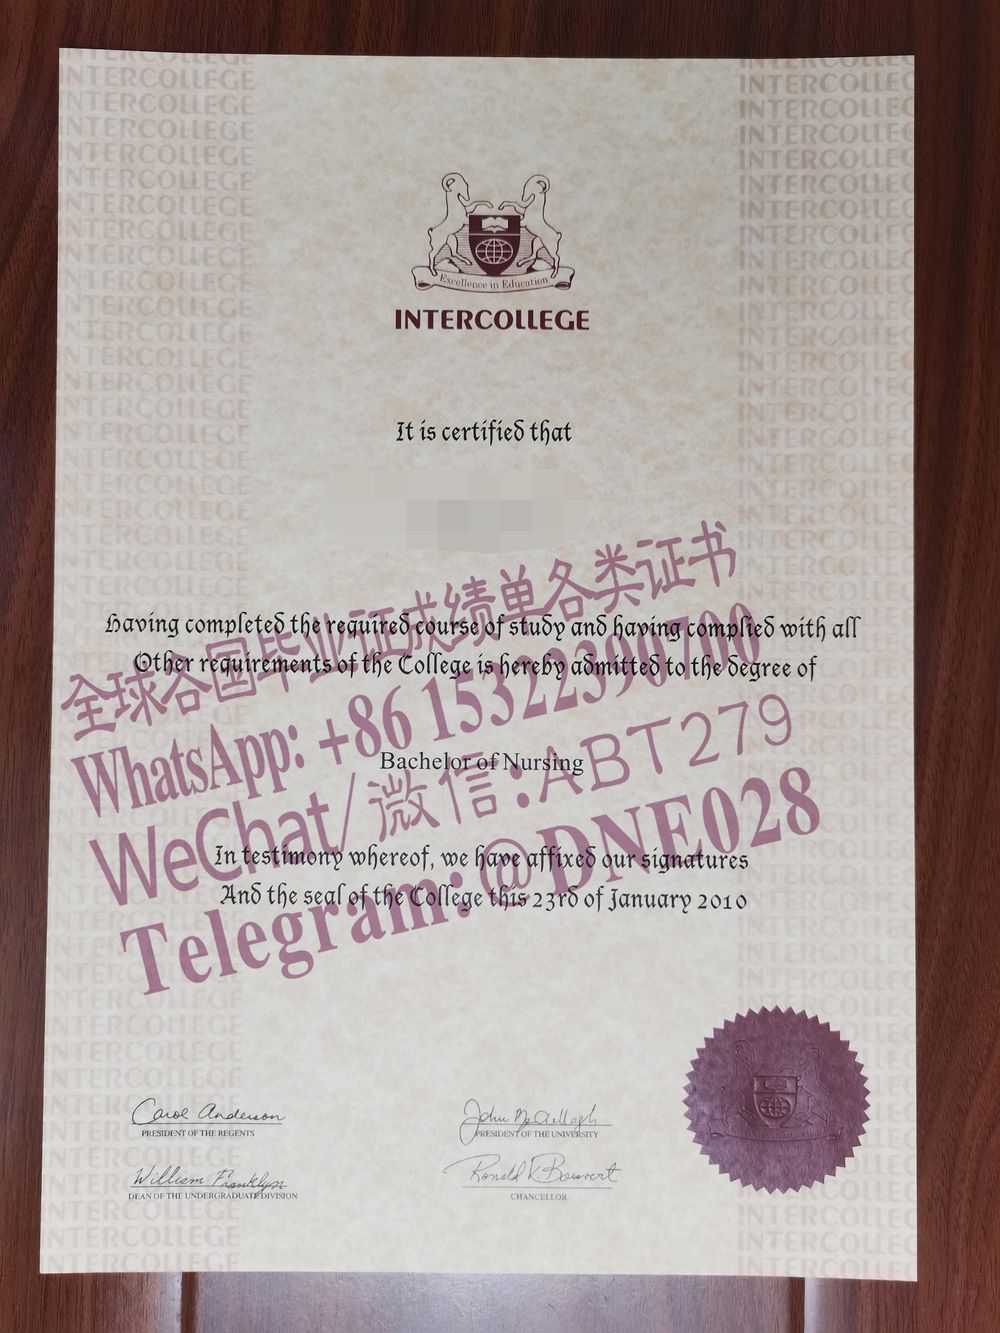 Excellence in Education
INTERCOLLEGE
It is certified that
Having completed the required course of study and having complied with all
Other requirements of the College is hereby admitted to the degree of
Bachelor of Nursing
In testimony whereof, we have affixed our signatures
And the seal of the College this 23rd of January 2010
全球各国毕业证成绩单各类证书
WhatsApp: +86 15322390700
WeChat/微信:ABT279
Telegram: @DNE028
Carol Anderson
PRESIDENT OF THE REGENTS
PRESIDENT OF THE UNIVERSITY
William Franklyn
DEAN OF THE UNDERGRADUATE DIVISION
CHANCELLOR